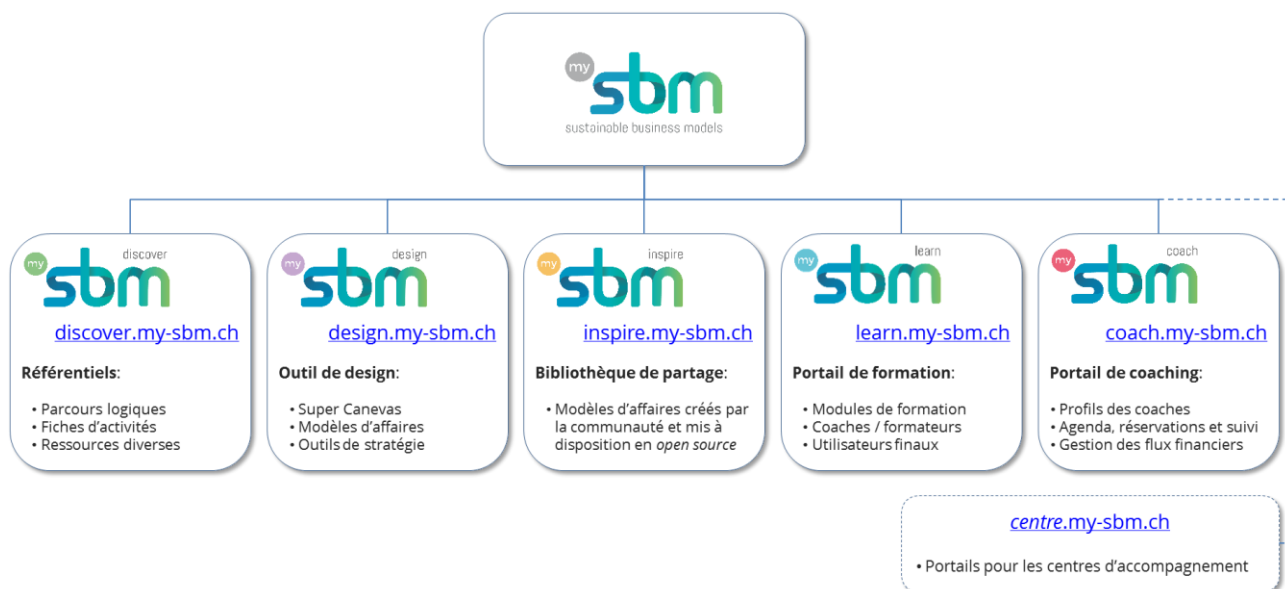 my sbm
sustainable business models
discover
my sbm
discover.my-sbm.ch
Référentiels:
• Parcours logiques
• Fiches d'activités
• Ressources diverses
design
my sbm
design.my-sbm.ch
Outil de design:
• Super Canevas
• Modèles d'affaires
• Outils de stratégie
inspire
my sbm
inspire.my-sbm.ch
Bibliothèque de partage:
• Modèles d'affaires créés par
la communauté et mis à
disposition en open source
learn
my sbm
learn.my-sbm.ch
Portail de formation:
• Modules de formation
• Coaches / formateurs
• Utilisateurs finaux
coach
my sbm
coach.my-sbm.ch
Portail de coaching:
• Profils des coaches
• Agenda, réservations et suivi
• Gestion des flux financiers
centre.my-sbm.ch
• Portails pour les centres d'accompagnement